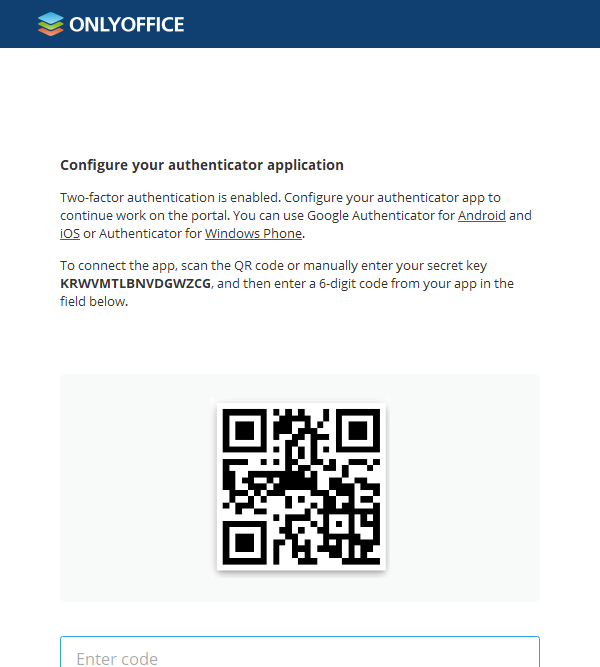 ONLYOFFICE
Configure your authenticator application
Two-factor authentication is enabled. Configure your authenticator app to
continue work on the portal. You can use Google Authenticator for Android and
iOS or Authenticator for Windows Phone.
To connect the app, scan the QR code or manually enter your secret key
KRWVMTLBNVDGWZCG, and then enter a 6-digit code from your app in the
field below.
Enter code